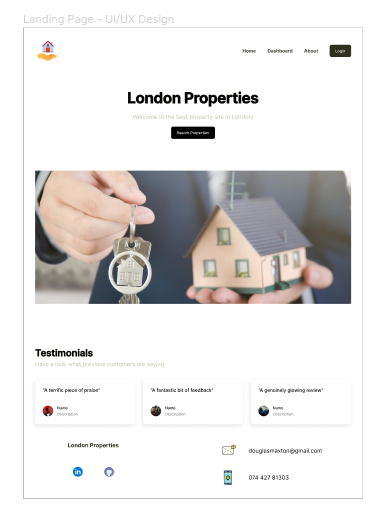 Landing Page - UI/UX Design
Home Dashboard About Login
London Properties
Welcome to the best property site in London!
Search Properties
Testimonials
Have a look what previous customers are saying
"A terrific piece of praise"
Name
Description
"A fantastic bit of feedback"
Name
Description
"A genuinely glowing review"
Name
Description
London Properties
in
douglasmaxton@gmail.com
074 427 81303